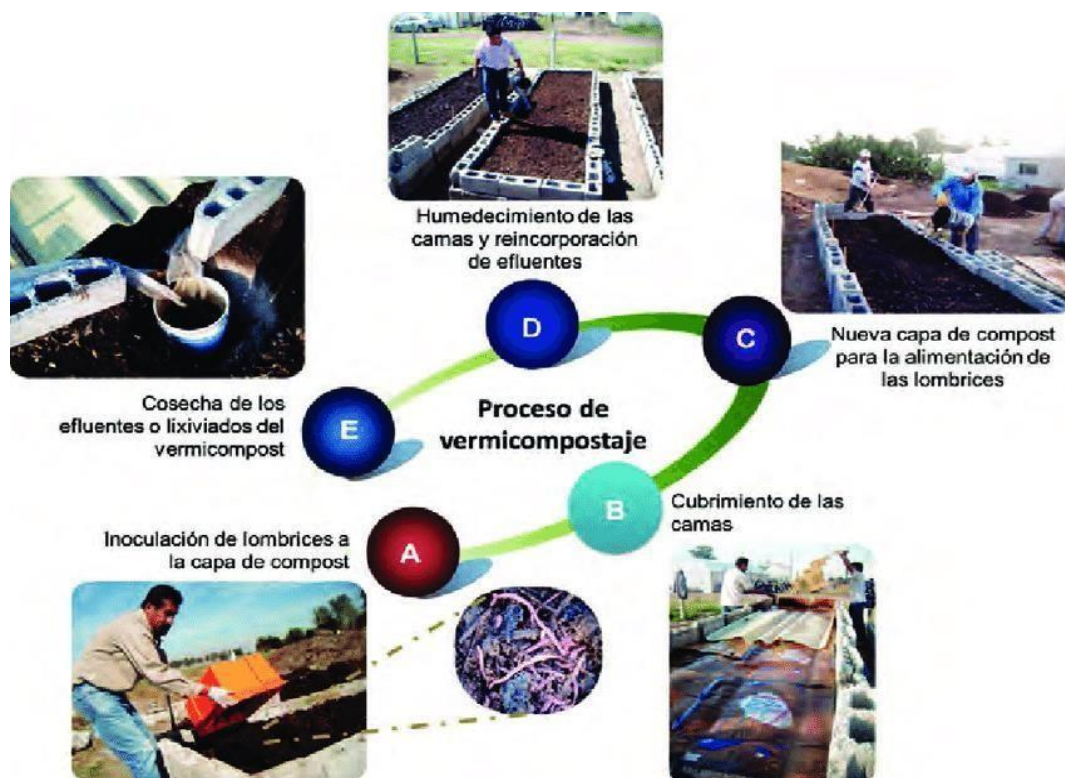 Humedecimiento de las
camas y reincorporación
de efluentes
D
C
Nueva capa de compost
para la alimentación de
las lombrices
Cosecha de los
efluentes o lixiviados del
vermicompost
E
Proceso de
vermicompostaje
B
Cubrimiento de las
camas
Inoculación de lombrices a
la capa de compost
A